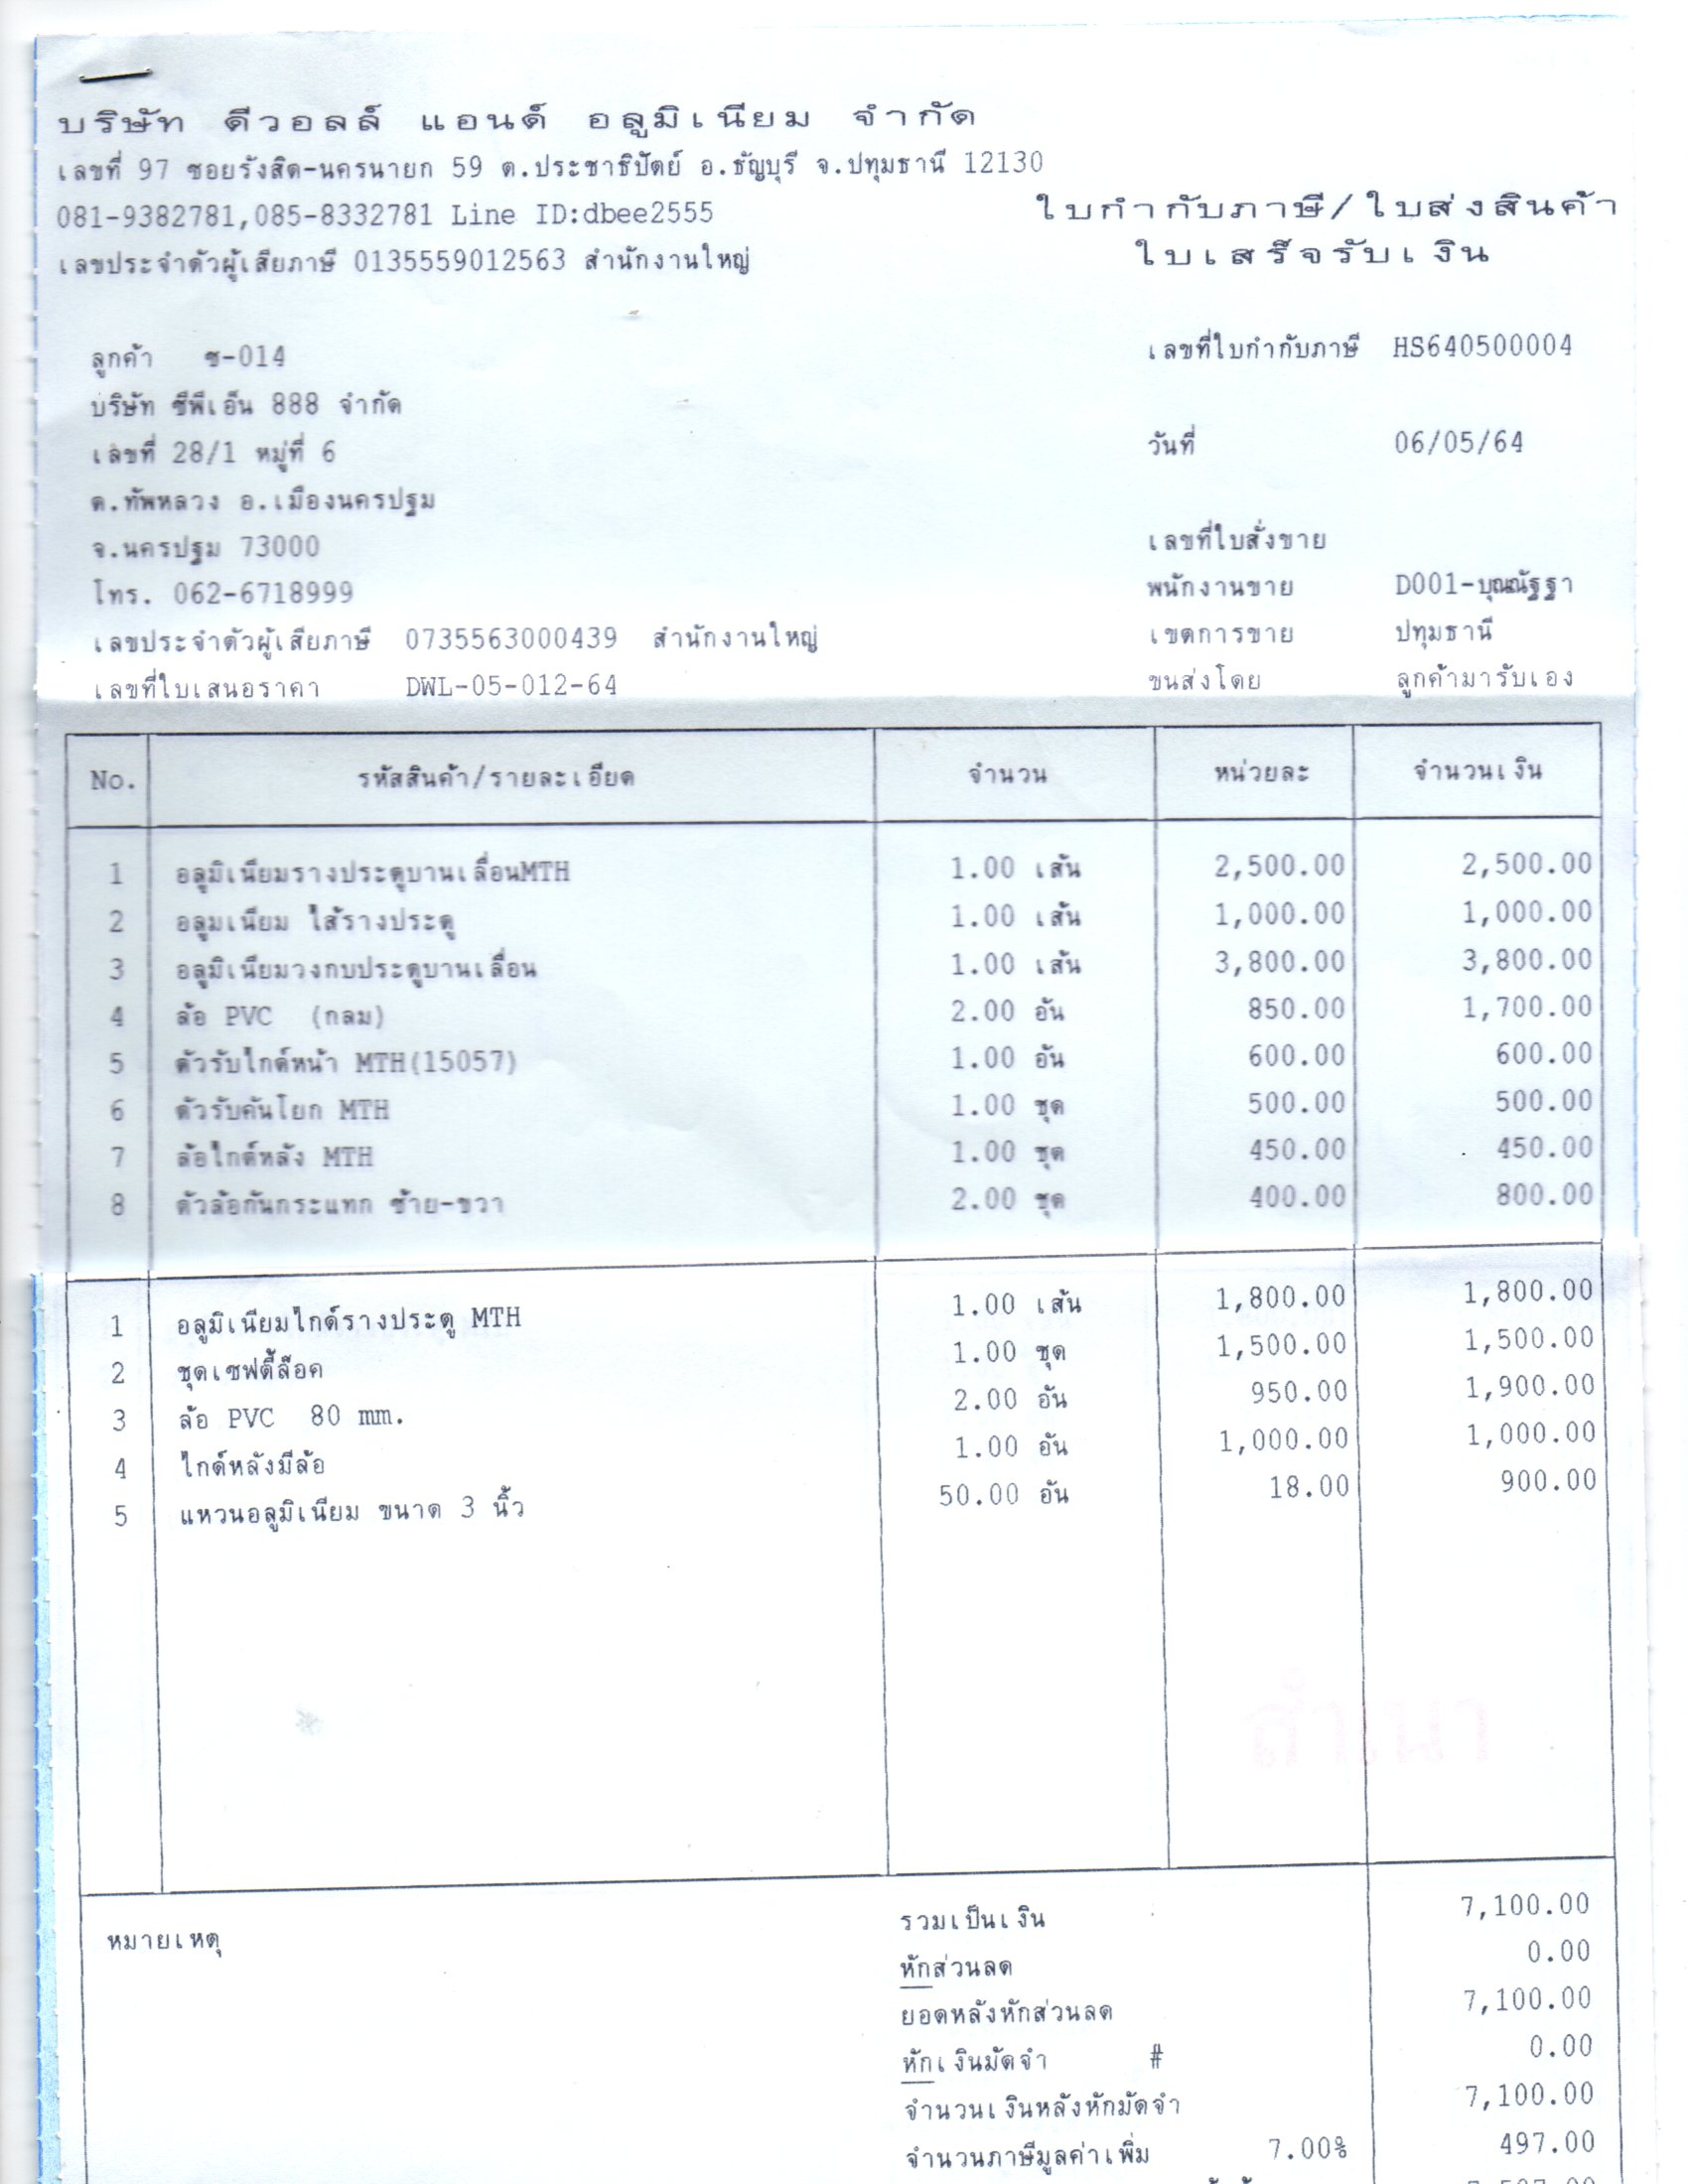 บริษัท ดีวอลล์ แอนด์ อลูมิเนียม จำกัด
เลขที่ 97 ซอยรังสิต-นครนายก 59 ต.ประชาธิปัตย์ อ.ธัญบุรี จ.ปทุมธานี 12130
081-9382781,085-8332781 Line ID:dbee2555
ใบกำกับภาษี/ใบส่งสินค้า
ใบเสร็จรับเงิน
เลขประจำตัวผู้เสียภาษี 0135559012563 สำนักงานใหญ่
ลูกค้า ซ-014
เลขที่ใบกำกับภาษี HS640500004
บริษัท ซีพีเอ็น 888 จำกัด
เลขที่ 28/1 หมู่ที่ 6
วันที่ 06/05/64
ต.ทัพหลวง อ.เมืองนครปฐม
จ.นครปฐม 73000
เลขที่ใบสั่งขาย
โทร. 062-6718999
พนักงานขาย D001-บุณณัฐฐา
เลขประจำตัวผู้เสียภาษี 0735563000439 สำนักงานใหญ่
เขตการขาย ปทุมธานี
เลขที่ใบเสนอราคา DWL-05-012-64
ขนส่งโดย ลูกค้ามารับเอง
No. รหัสสินค้า/รายละเอียด จำนวน หน่วยละ จำนวนเงิน
1 อลูมิเนียมรางประตูบานเลื่อนMTH 1.00 เส้น 2,500.00 2,500.00
2 อลูมเนียม ไส้รางประตู 1.00 เส้น 1,000.00 1,000.00
3 อลูมิเนียมวงกบประตูบานเลื่อน 1.00 เส้น 3,800.00 3,800.00
4 ล้อ PVC (กลม) 2.00 อัน 850.00 1,700.00
5 ตัวรับไกด์หน้า MTH(15057) 1.00 อัน 600.00 600.00
6 ตัวรับคันโยก MTH 1.00 ชุด 500.00 500.00
7 ล้อไกด์หลัง MTH 1.00 ชุด 450.00 450.00
8 ตัวล้อกันกระแทก ซ้าย-ขวา 2.00 ชุด 400.00 800.00
1 อลูมิเนียมไกด์รางประตู MTH 1.00 เส้น 1,800.00 1,800.00
2 ชุดเซฟตี้ล็อค 1.00 ชุด 1,500.00 1,500.00
3 ล้อ PVC 80 mm. 2.00 อัน 950.00 1,900.00
4 ไกด์หลังมีล้อ 1.00 อัน 1,000.00 1,000.00
5 แหวนอลูมิเนียม ขนาด 3 นิ้ว 50.00 อัน 18.00 900.00
สำเนา
หมายเหตุ
รวมเป็นเงิน 7,100.00
หักส่วนลด 0.00
ยอดหลังหักส่วนลด 7,100.00
หักเงินมัดจำ # 0.00
จำนวนเงินหลังหักมัดจำ 7,100.00
จำนวนภาษีมูลค่าเพิ่ม 7.00% 497.00